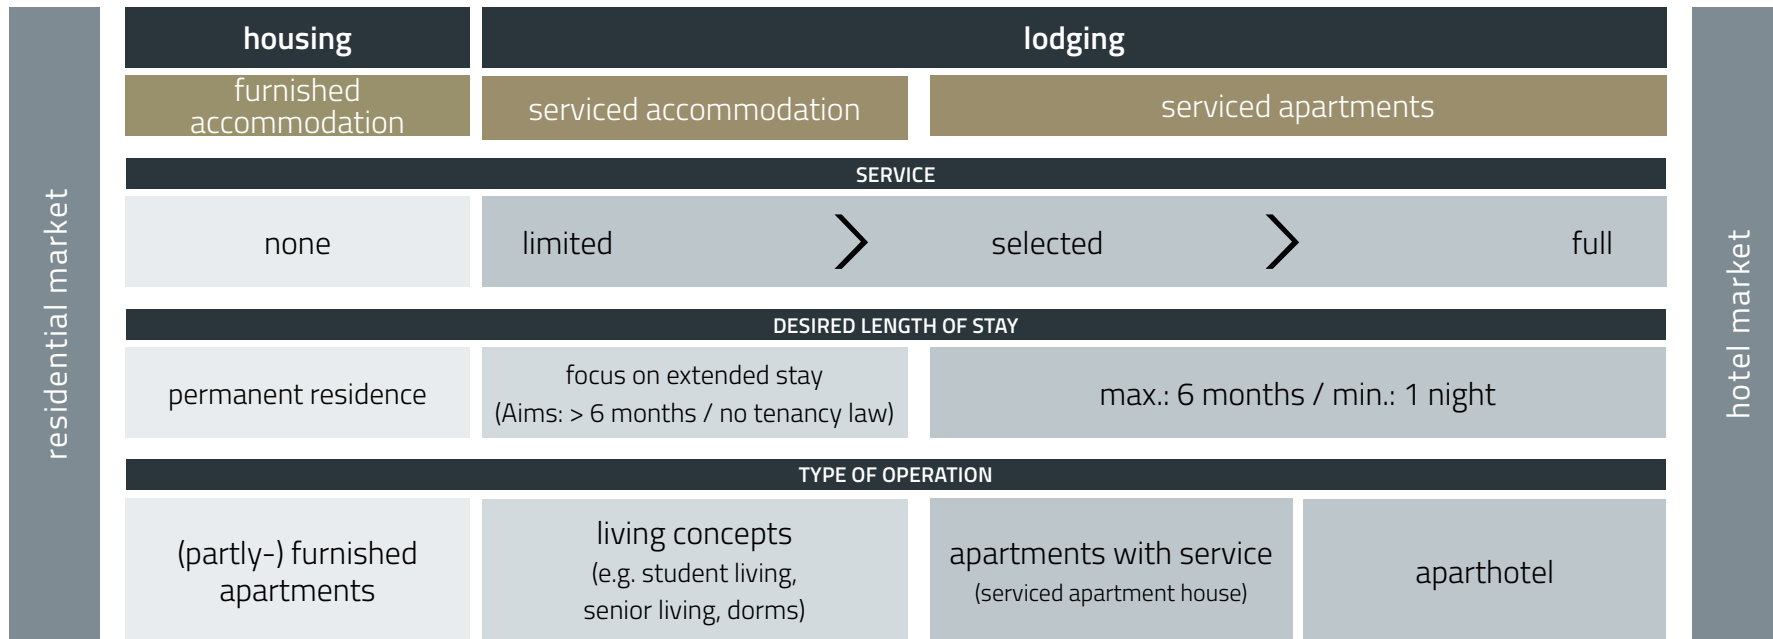 residential market
housing
lodging
furnished
accommodation
serviced accommodation
serviced apartments
SERVICE
none
limited
selected
full
DESIRED LENGTH OF STAY
permanent residence
focus on extended stay
(Aims: > 6 months / no tenancy law)
max.: 6 months / min.: 1 night
TYPE OF OPERATION
(partly-) furnished
apartments
living concepts
(e.g. student living,
senior living, dorms)
apartments with service
(serviced apartment house)
aparthotel
hotel market